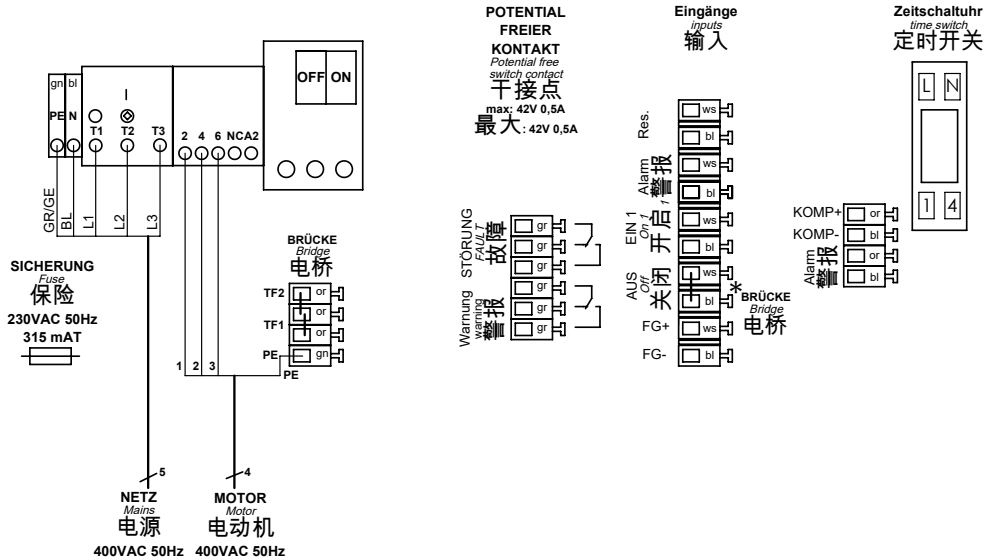 gn bl
PE N
I
T1 T2 T3
2 4 6 NC A2
OFF ON
GR/GE
BL
L1
L2
L3
SICHERUNG
Fuse
保险
230VAC 50Hz
315 mAT
BRÜCKE
Bridge
电桥
TF2 or
or
TF1 or
PE gn
1 2 3
PE
5
4
NETZ
Mains
电源
400VAC 50Hz
MOTOR
Motor
电动机
400VAC 50Hz
POTENTIAL
FREIER
KONTAKT
Potential free
switch contact
干接点
max: 42V 0,5A
最大: 42V 0,5A
STÖRUNG
FAULT
故障
gr
gr
gr
Warnung
warning
警报
gr
gr
gr
Eingänge
inputs
输入
Res.
ws
bl
Alarm
警报
ws
bl
EIN 1
On 1
开启 1
ws
bl
AUS
Off
关闭
ws
bl
* BRÜCKE
Bridge
电桥
FG+ ws
FG- bl
Zeitschaltuhr
time switch
定时开关
L N
1 4
KOMP+ or
KOMP- bl
Alarm
警报
or
bl